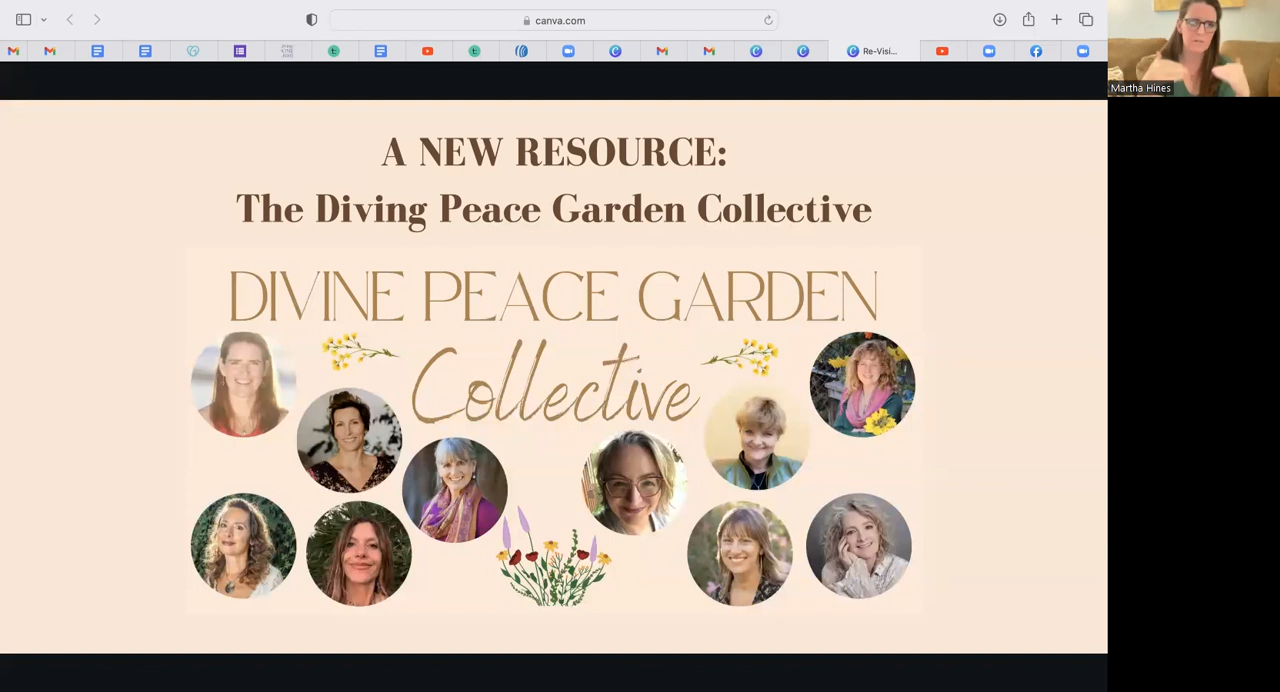 canva.com
Re-Visi...
Martha Hines
A NEW RESOURCE:
The Diving Peace Garden Collective
DIVINE PEACE GARDEN
Collective